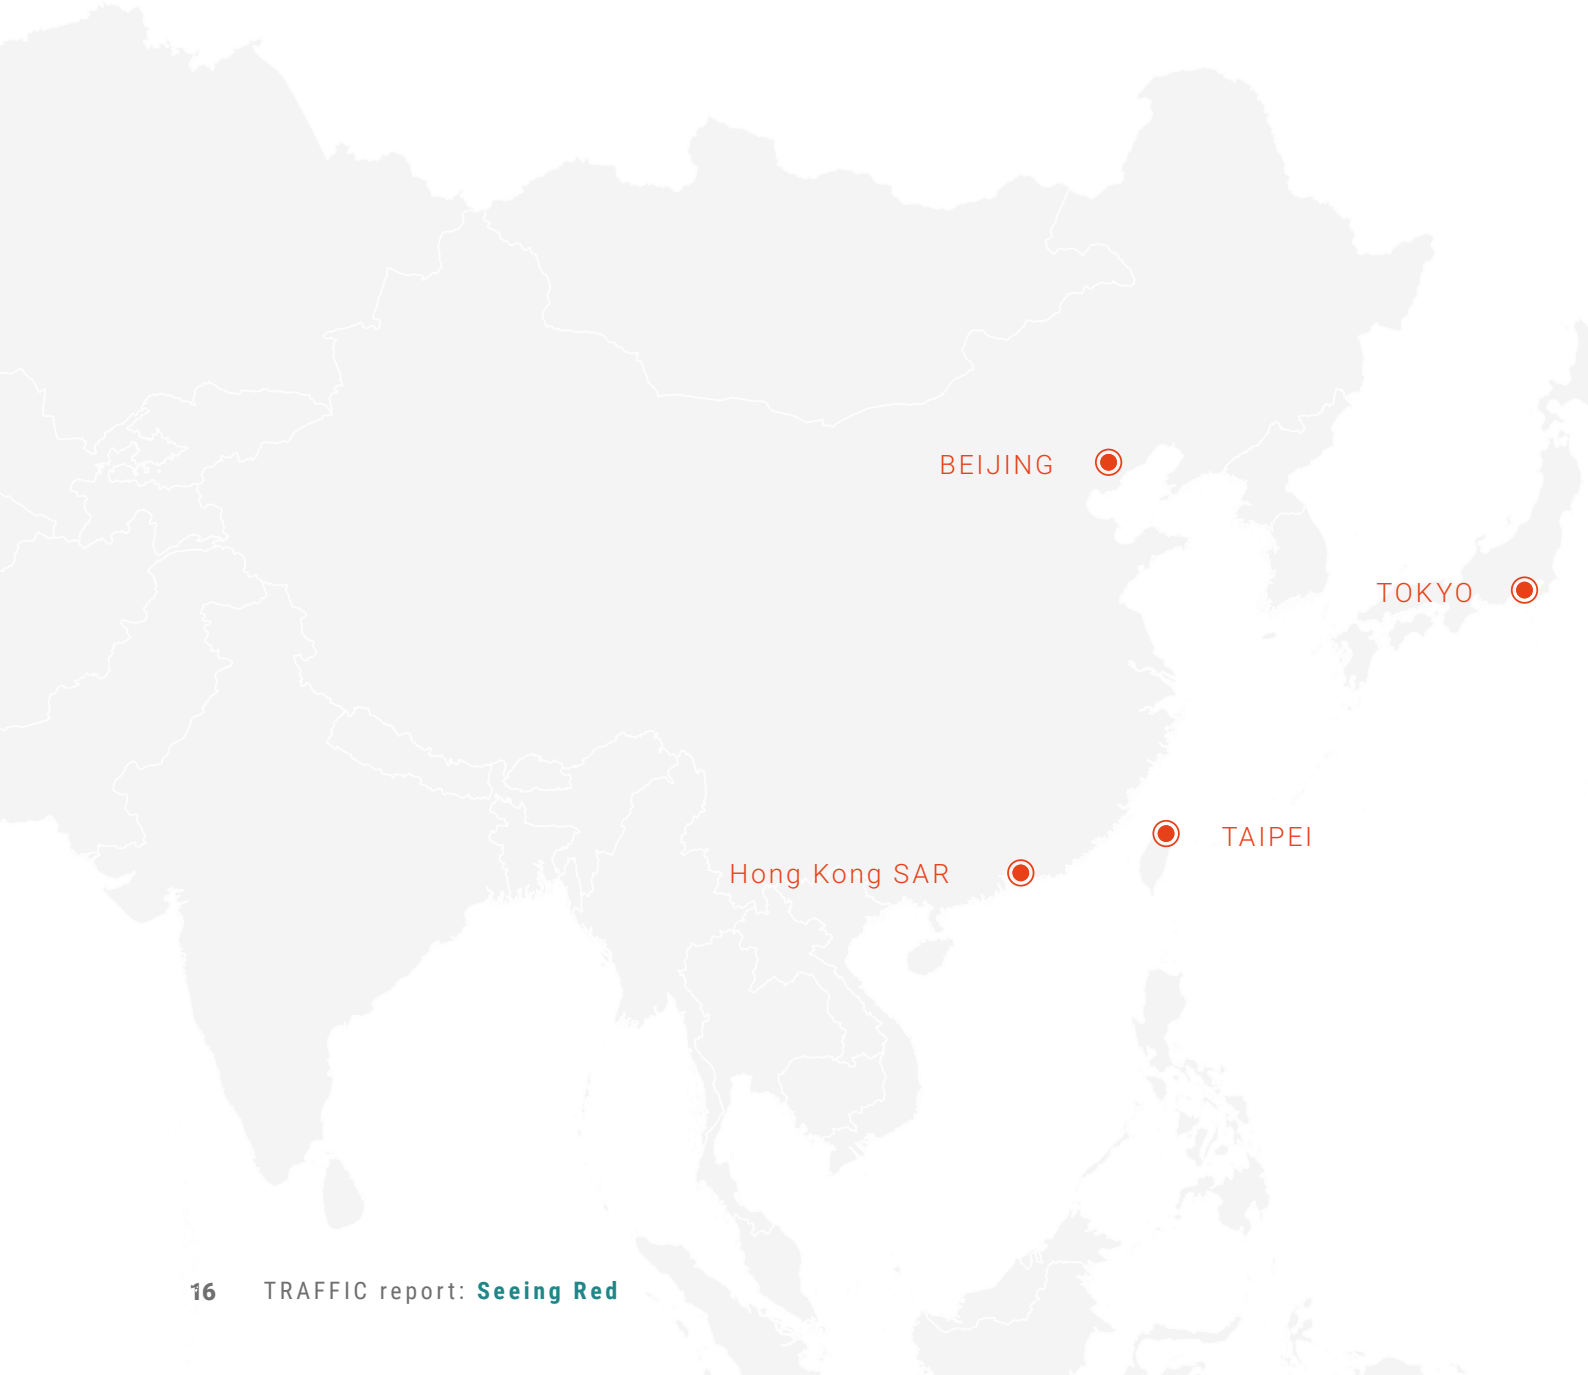 BEIJING
TOKYO
TAIPEI
Hong Kong SAR
16 TRAFFIC report: Seeing Red